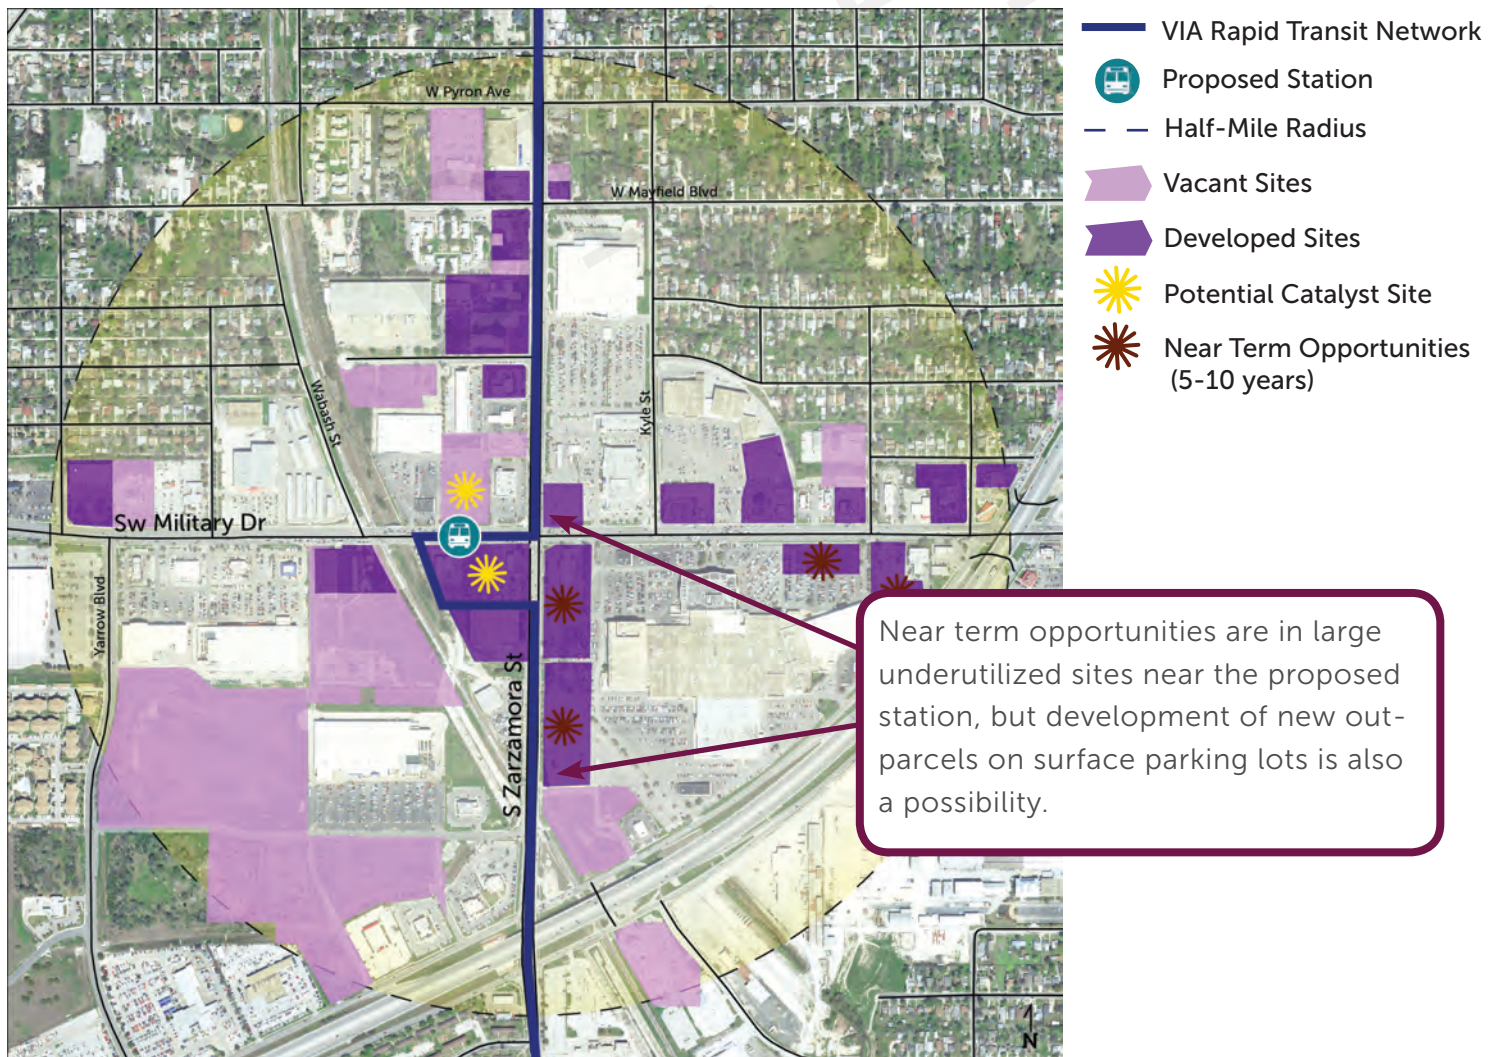 VIA Rapid Transit Network
Proposed Station
Half-Mile Radius
Vacant Sites
Developed Sites
Potential Catalyst Site
Near Term Opportunities
(5-10 years)
W Pyron Ave
W Mayfield Blvd
Wabash St
Kyle St
Sw Military Dr
Yarrow Blvd
S Zarzamora St
Near term opportunities are in large
underutilized sites near the proposed
station, but development of new out-
parcels on surface parking lots is also
a possibility.
N